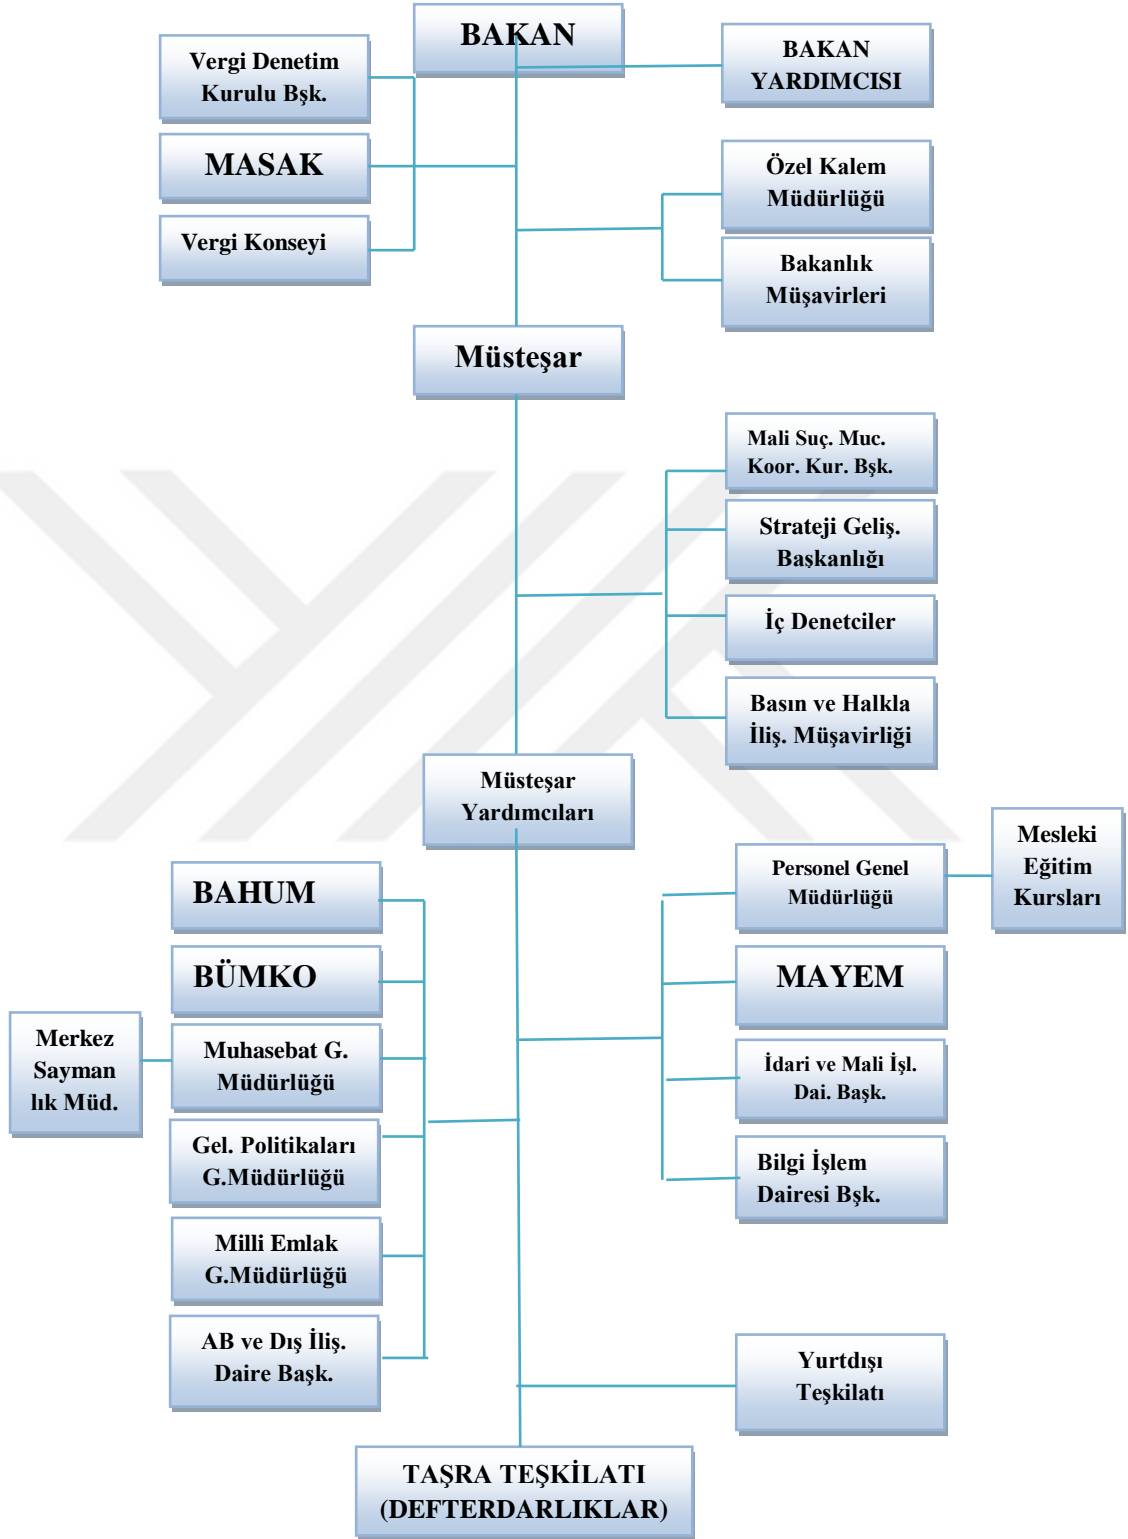 BAKAN
BAKAN
YARDIMCISI
Vergi Denetim
Kurulu Bşk.
MASAK
Vergi Konseyi
Özel Kalem
Müdürlüğü
Bakanlık
Müşavirleri
Müsteşar
Mali Suç. Muc.
Koor. Kur. Bşk.
Strateji Geliş.
Başkanlığı
İç Denetciler
Basın ve Halkla
İliş. Müşavirliği
Müsteşar
Yardımcıları
BAHUM
BÜMKO
Merkez
Sayman
lık Müd.
Muhasebat G.
Müdürlüğü
Gel. Politikaları
G.Müdürlüğü
Milli Emlak
G.Müdürlüğü
AB ve Dış İliş.
Daire Başk.
Personel Genel
Müdürlüğü
Mesleki
Eğitim
Kursları
MAYEM
İdari ve Mali İşl.
Dai. Başk.
Bilgi İşlem
Dairesi Bşk.
Yurtdışı
Teşkilatı
TAŞRA TEŞKİLATI
(DEFTERDARLIKLAR)